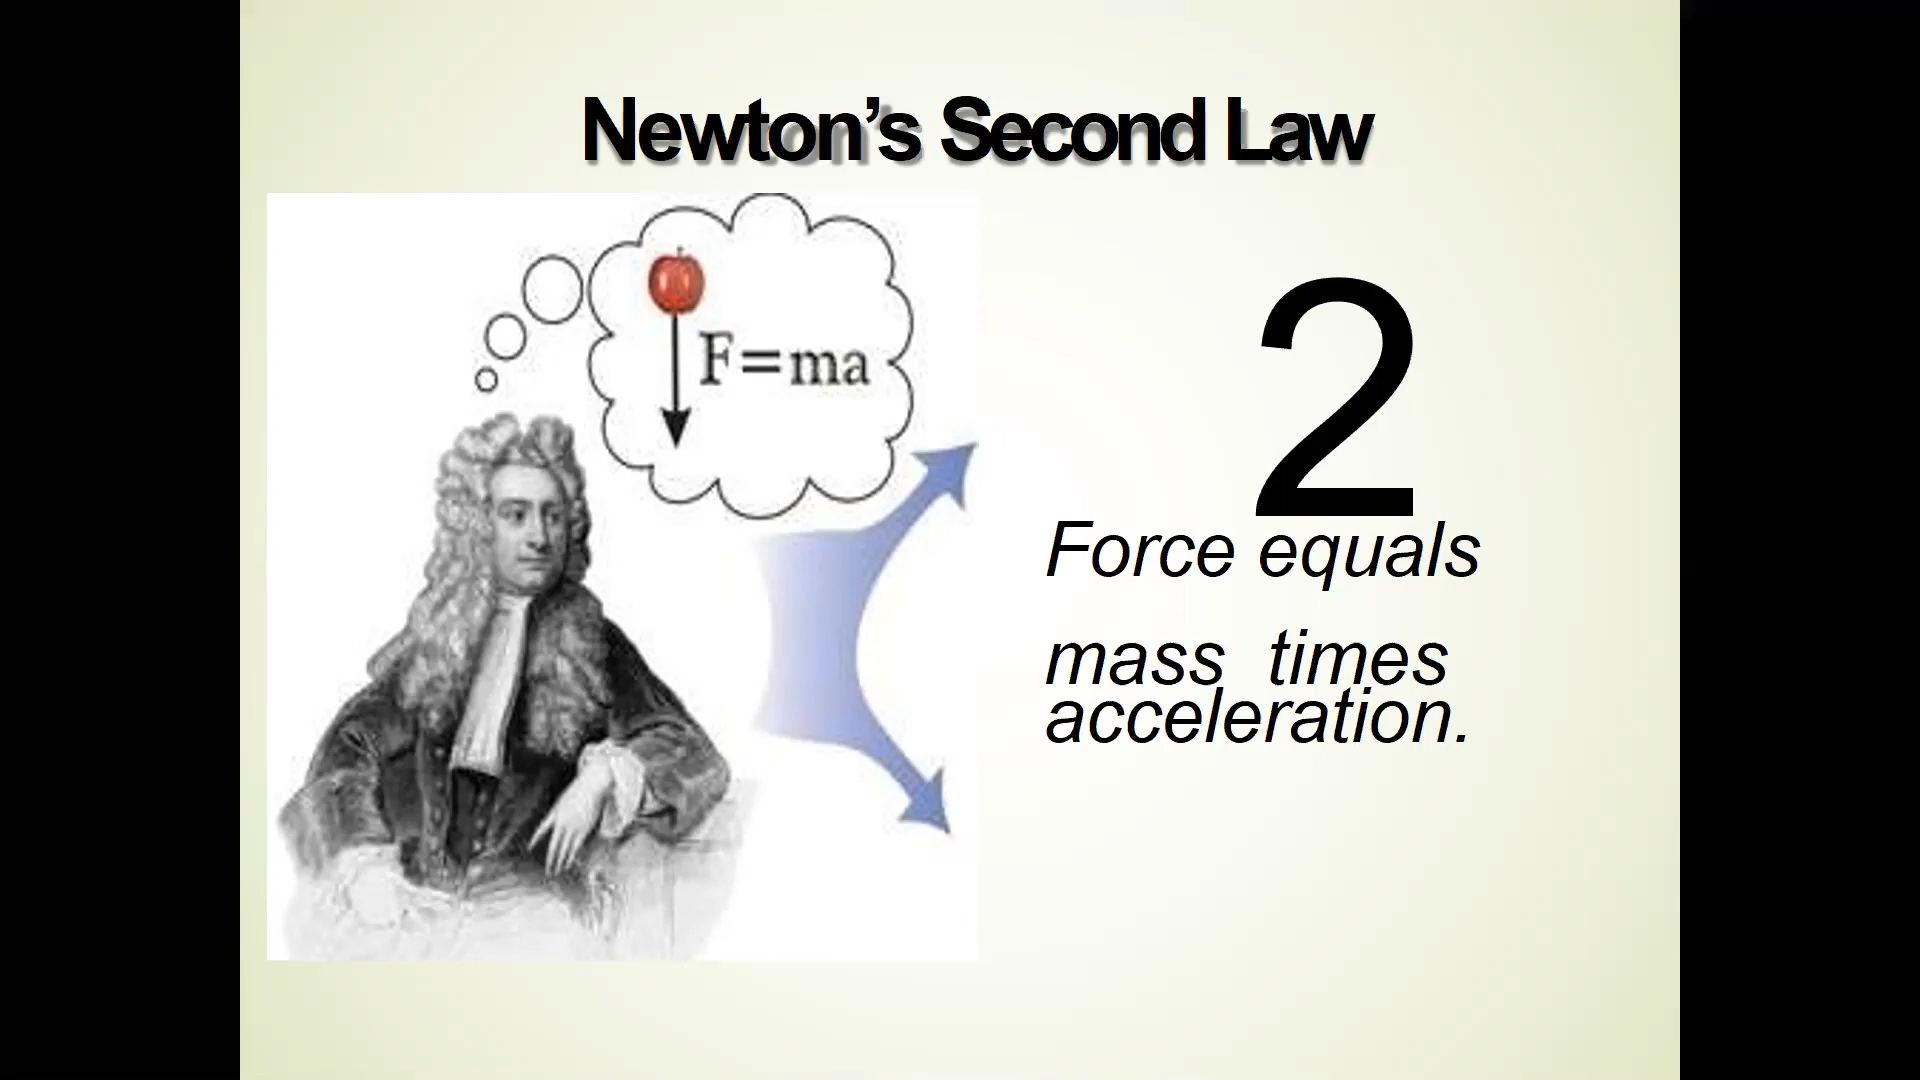 Newton’s Second Law
F=ma
2
Force equals
mass times
acceleration.